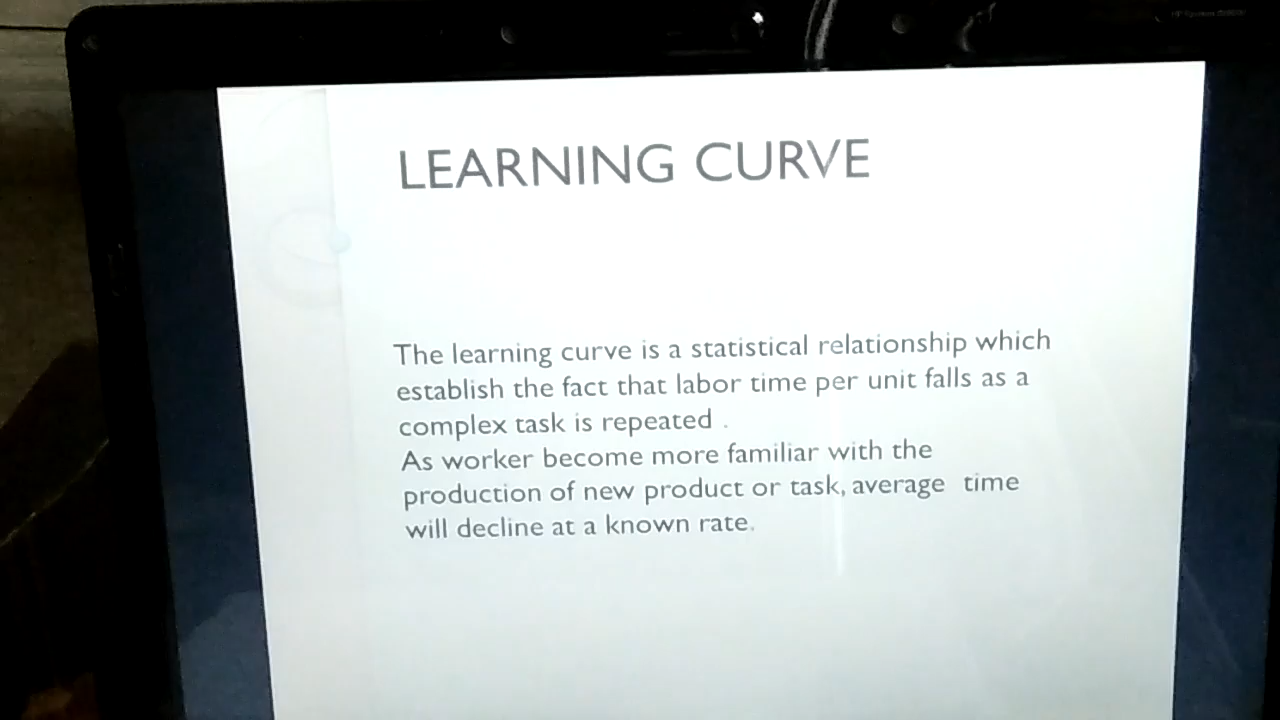 LEARNING CURVE
The learning curve is a statistical relationship which
establish the fact that labor time per unit falls as a
complex task is repeated .
As worker become more familiar with the
production of new product or task, average time
will decline at a known rate.